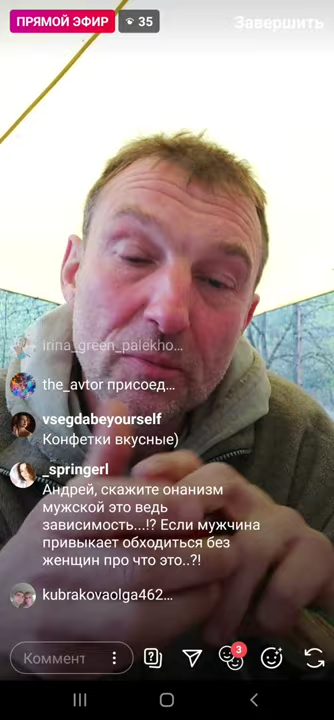 ПРЯМОЙ ЭФИР
35
Завершить
irina_green_palekho...
the_avtor присоед...
vsegdabeyourself
Конфетки вкусные)
_springerl
Андрей, скажите онанизм
мужской это ведь
зависимость...!? Если мужчина
привыкает обходиться без
женщин про что это..?!
kubrakovaolga462...
Коммент
3